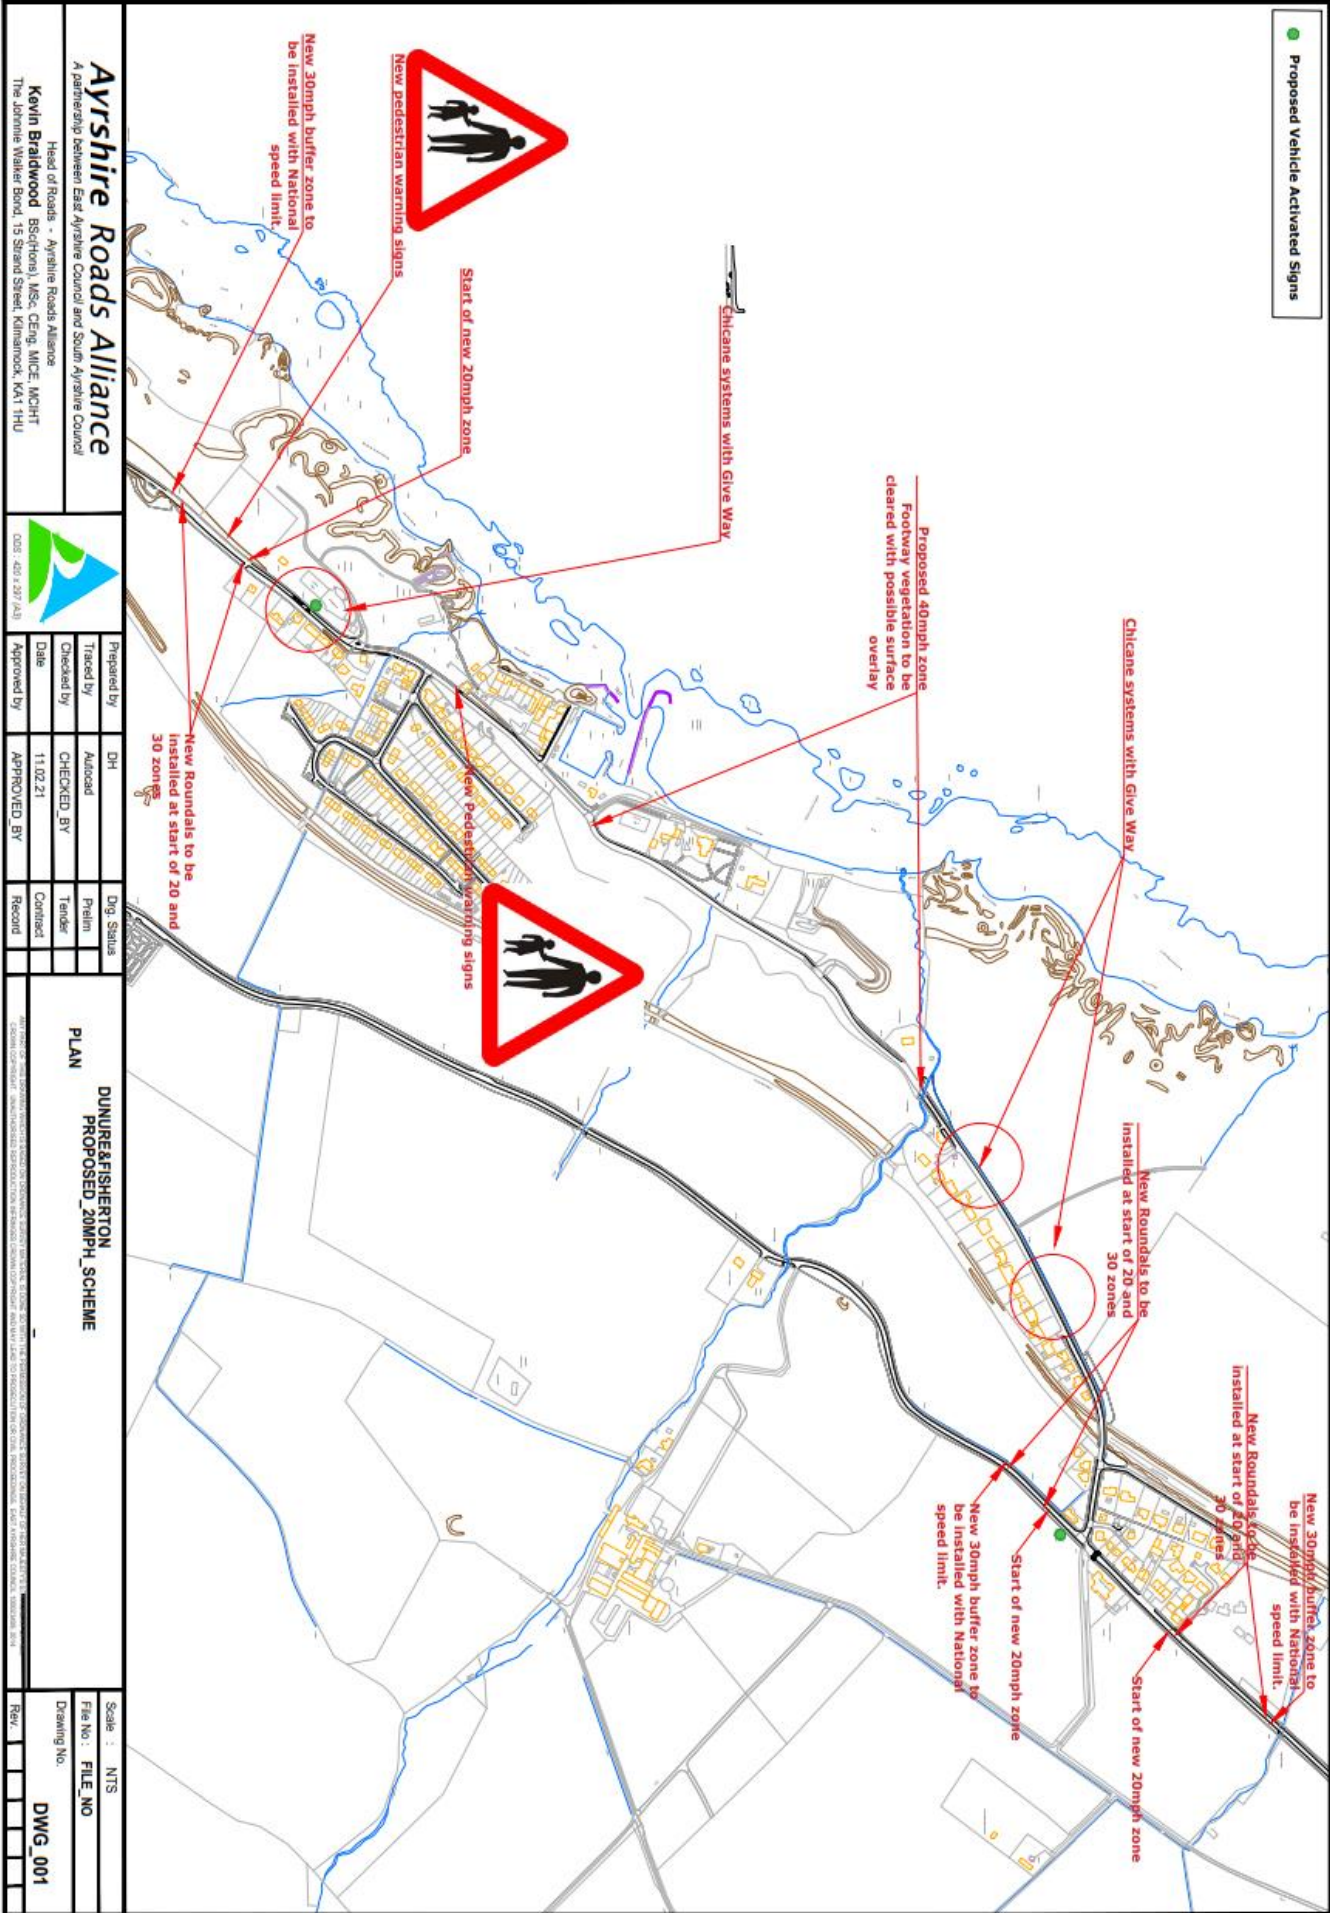 Proposed Vehicle Activated Signs
New 30mph buffer zone to
be installed with National
speed limit.
New pedestrian warning signs
Start of new 20mph zone
Chicane systems with Give Way
Proposed 40mph zone
Footway vegetation to be
cleared with possible surface
overlay
Chicane systems with Give Way
New Roundals to be
installed at start of 20 and
30 zones
New Roundals to be
installed at start of 20 and
30 zones
New 30mph buffer zone to
be installed with National
speed limit.
New Roundals to be
installed at start of 20 and
30 zones
New Pedestrian warning signs
New 30mph buffer zone to
be installed with National
speed limit.
Start of new 20mph zone
Start of new 20mph zone
Ayrshire Roads Alliance
A partnership between East Ayrshire Council and South Ayrshire Council
Head of Roads - Ayrshire Roads Alliance
Kevin Braidwood BSc(Hons), MSc, CEng, MICE, MCIHT
The Johnnie Walker Bond, 15 Strand Street, Kilmarnock, KA1 1HU
ODS : 420 x 297 (A3)
Prepared by DH Drg. Status
Traced by Autocad Prelim
Checked by CHECKED_BY Tender
Date 11.02.21 Contract
Approved by APPROVED_BY Record
DUNURE&FISHERTON
PROPOSED_20MPH_SCHEME
PLAN
Scale : NTS
File No : FILE_NO
Drawing No.
DWG_001
Rev.